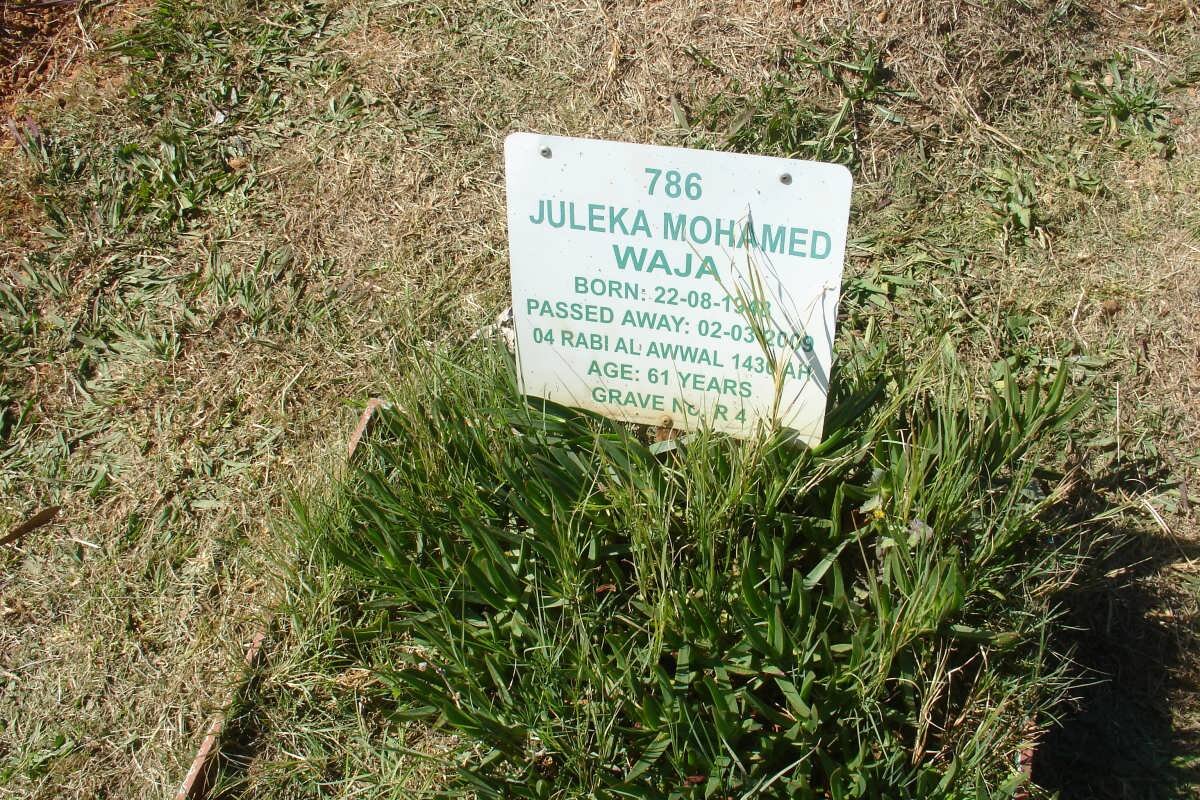 786
JULEKA MOHAMED
WAJA
BORN:
PASSED AWAY: 02-03-2009
04 RABI AL AWWAL 1430 AH
AGE: 61 YEARS
GRAVE NO: R 4